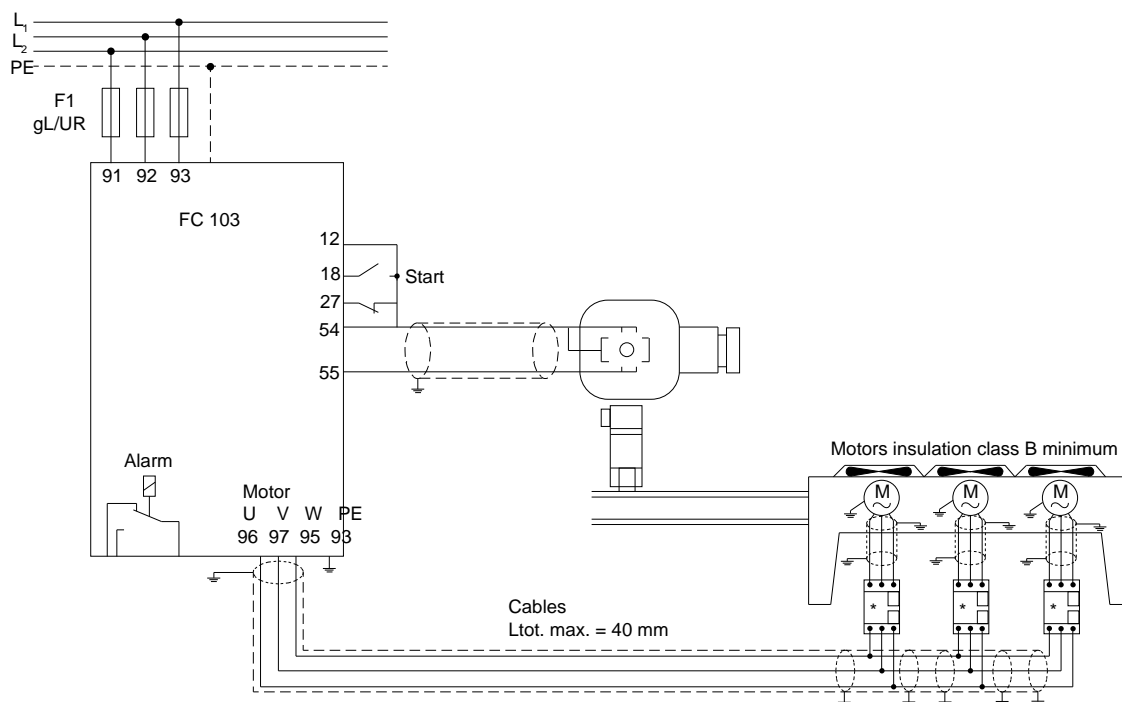 L1
L2
PE
F1
gL/UR
91 92 93
FC 103
12
18 Start
27
54
55
Alarm
Motor
U V W PE
96 97 95 93
Motors insulation class B minimum
M M M
* * *
Cables
Ltot. max. = 40 mm